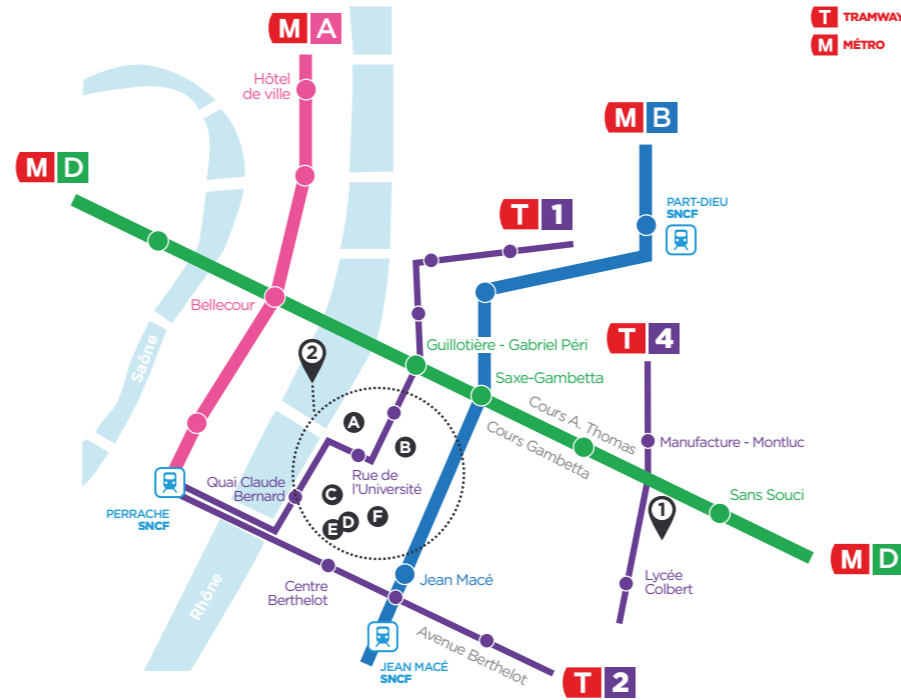 M A
T TRAMWAY
M MÉTRO
Hôtel
de ville
M B
M D
PART-DIEU
SNCF
T 1
Bellecour
Saône
Guillotière - Gabriel Péri
T 4
2
Saxe-Gambetta
Cours A. Thomas
Cours Gambetta
A
B
Manufacture - Montluc
Rue de
l'Université
Quai Claude
Bernard
C
D
E
F
Sans Souci
1
PERRACHE
SNCF
M D
Rhône
Centre
Berthelot
Jean Macé
Lycée
Colbert
Avenue Berthelot
JEAN MACÉ
SNCF
T 2